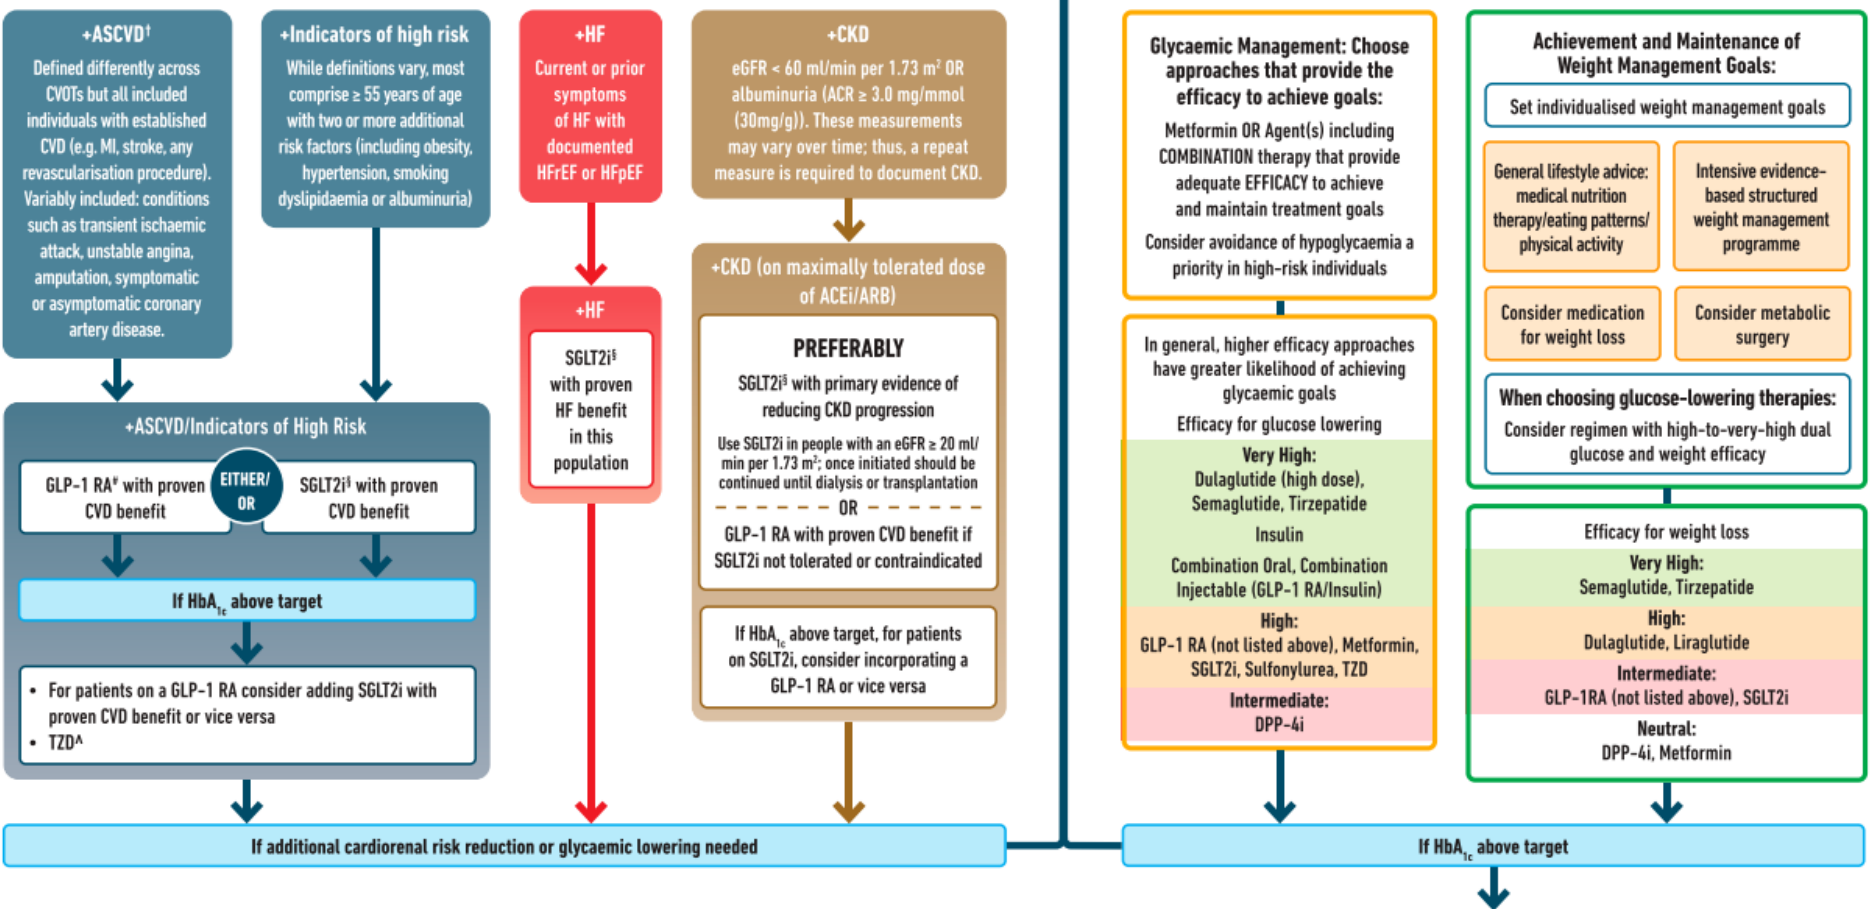 +ASCVD†
Defined differently across
CVOTs but all included
individuals with established
CVD (e.g. MI, stroke, any
revascularisation procedure).
Variably included: conditions
such as transient ischaemic
attack, unstable angina,
amputation, symptomatic
or asymptomatic coronary
artery disease.
+Indicators of high risk
While definitions vary, most
comprise ≥ 55 years of age
with two or more additional
risk factors (including obesity,
hypertension, smoking
dyslipidaemia or albuminuria)
+ASCVD/Indicators of High Risk
GLP-1 RA# with proven
CVD benefit
EITHER/
OR
SGLT2i§ with proven
CVD benefit
If HbA1c above target
• For patients on a GLP-1 RA consider adding SGLT2i with
proven CVD benefit or vice versa
• TZD^
+HF
Current or prior
symptoms
of HF with
documented
HFrEF or HFpEF
+HF
SGLT2i§
with proven
HF benefit
in this
population
+CKD
eGFR < 60 ml/min per 1.73 m² OR
albuminuria (ACR ≥ 3.0 mg/mmol
(30mg/g)). These measurements
may vary over time; thus, a repeat
measure is required to document CKD.
+CKD (on maximally tolerated dose
of ACEi/ARB)
PREFERABLY
SGLT2i§ with primary evidence of
reducing CKD progression
Use SGLT2i in people with an eGFR ≥ 20 ml/
min per 1.73 m²; once initiated should be
continued until dialysis or transplantation
OR
GLP-1 RA with proven CVD benefit if
SGLT2i not tolerated or contraindicated
If HbA1c above target, for patients
on SGLT2i, consider incorporating a
GLP-1 RA or vice versa
If additional cardiorenal risk reduction or glycaemic lowering needed
Glycaemic Management: Choose
approaches that provide the
efficacy to achieve goals:
Metformin OR Agent(s) including
COMBINATION therapy that provide
adequate EFFICACY to achieve
and maintain treatment goals
Consider avoidance of hypoglycaemia a
priority in high-risk individuals
In general, higher efficacy approaches
have greater likelihood of achieving
glycaemic goals
Efficacy for glucose lowering
Very High:
Dulaglutide (high dose),
Semaglutide, Tirzepatide
Insulin
Combination Oral, Combination
Injectable (GLP-1 RA/Insulin)
High:
GLP-1 RA (not listed above), Metformin,
SGLT2i, Sulfonylurea, TZD
Intermediate:
DPP-4i
Achievement and Maintenance of
Weight Management Goals:
Set individualised weight management goals
General lifestyle advice:
medical nutrition
therapy/eating patterns/
physical activity
Intensive evidence-
based structured
weight management
programme
Consider medication
for weight loss
Consider metabolic
surgery
When choosing glucose-lowering therapies:
Consider regimen with high-to-very-high dual
glucose and weight efficacy
Efficacy for weight loss
Very High:
Semaglutide, Tirzepatide
High:
Dulaglutide, Liraglutide
Intermediate:
GLP-1RA (not listed above), SGLT2i
Neutral:
DPP-4i, Metformin
If HbA1c above target